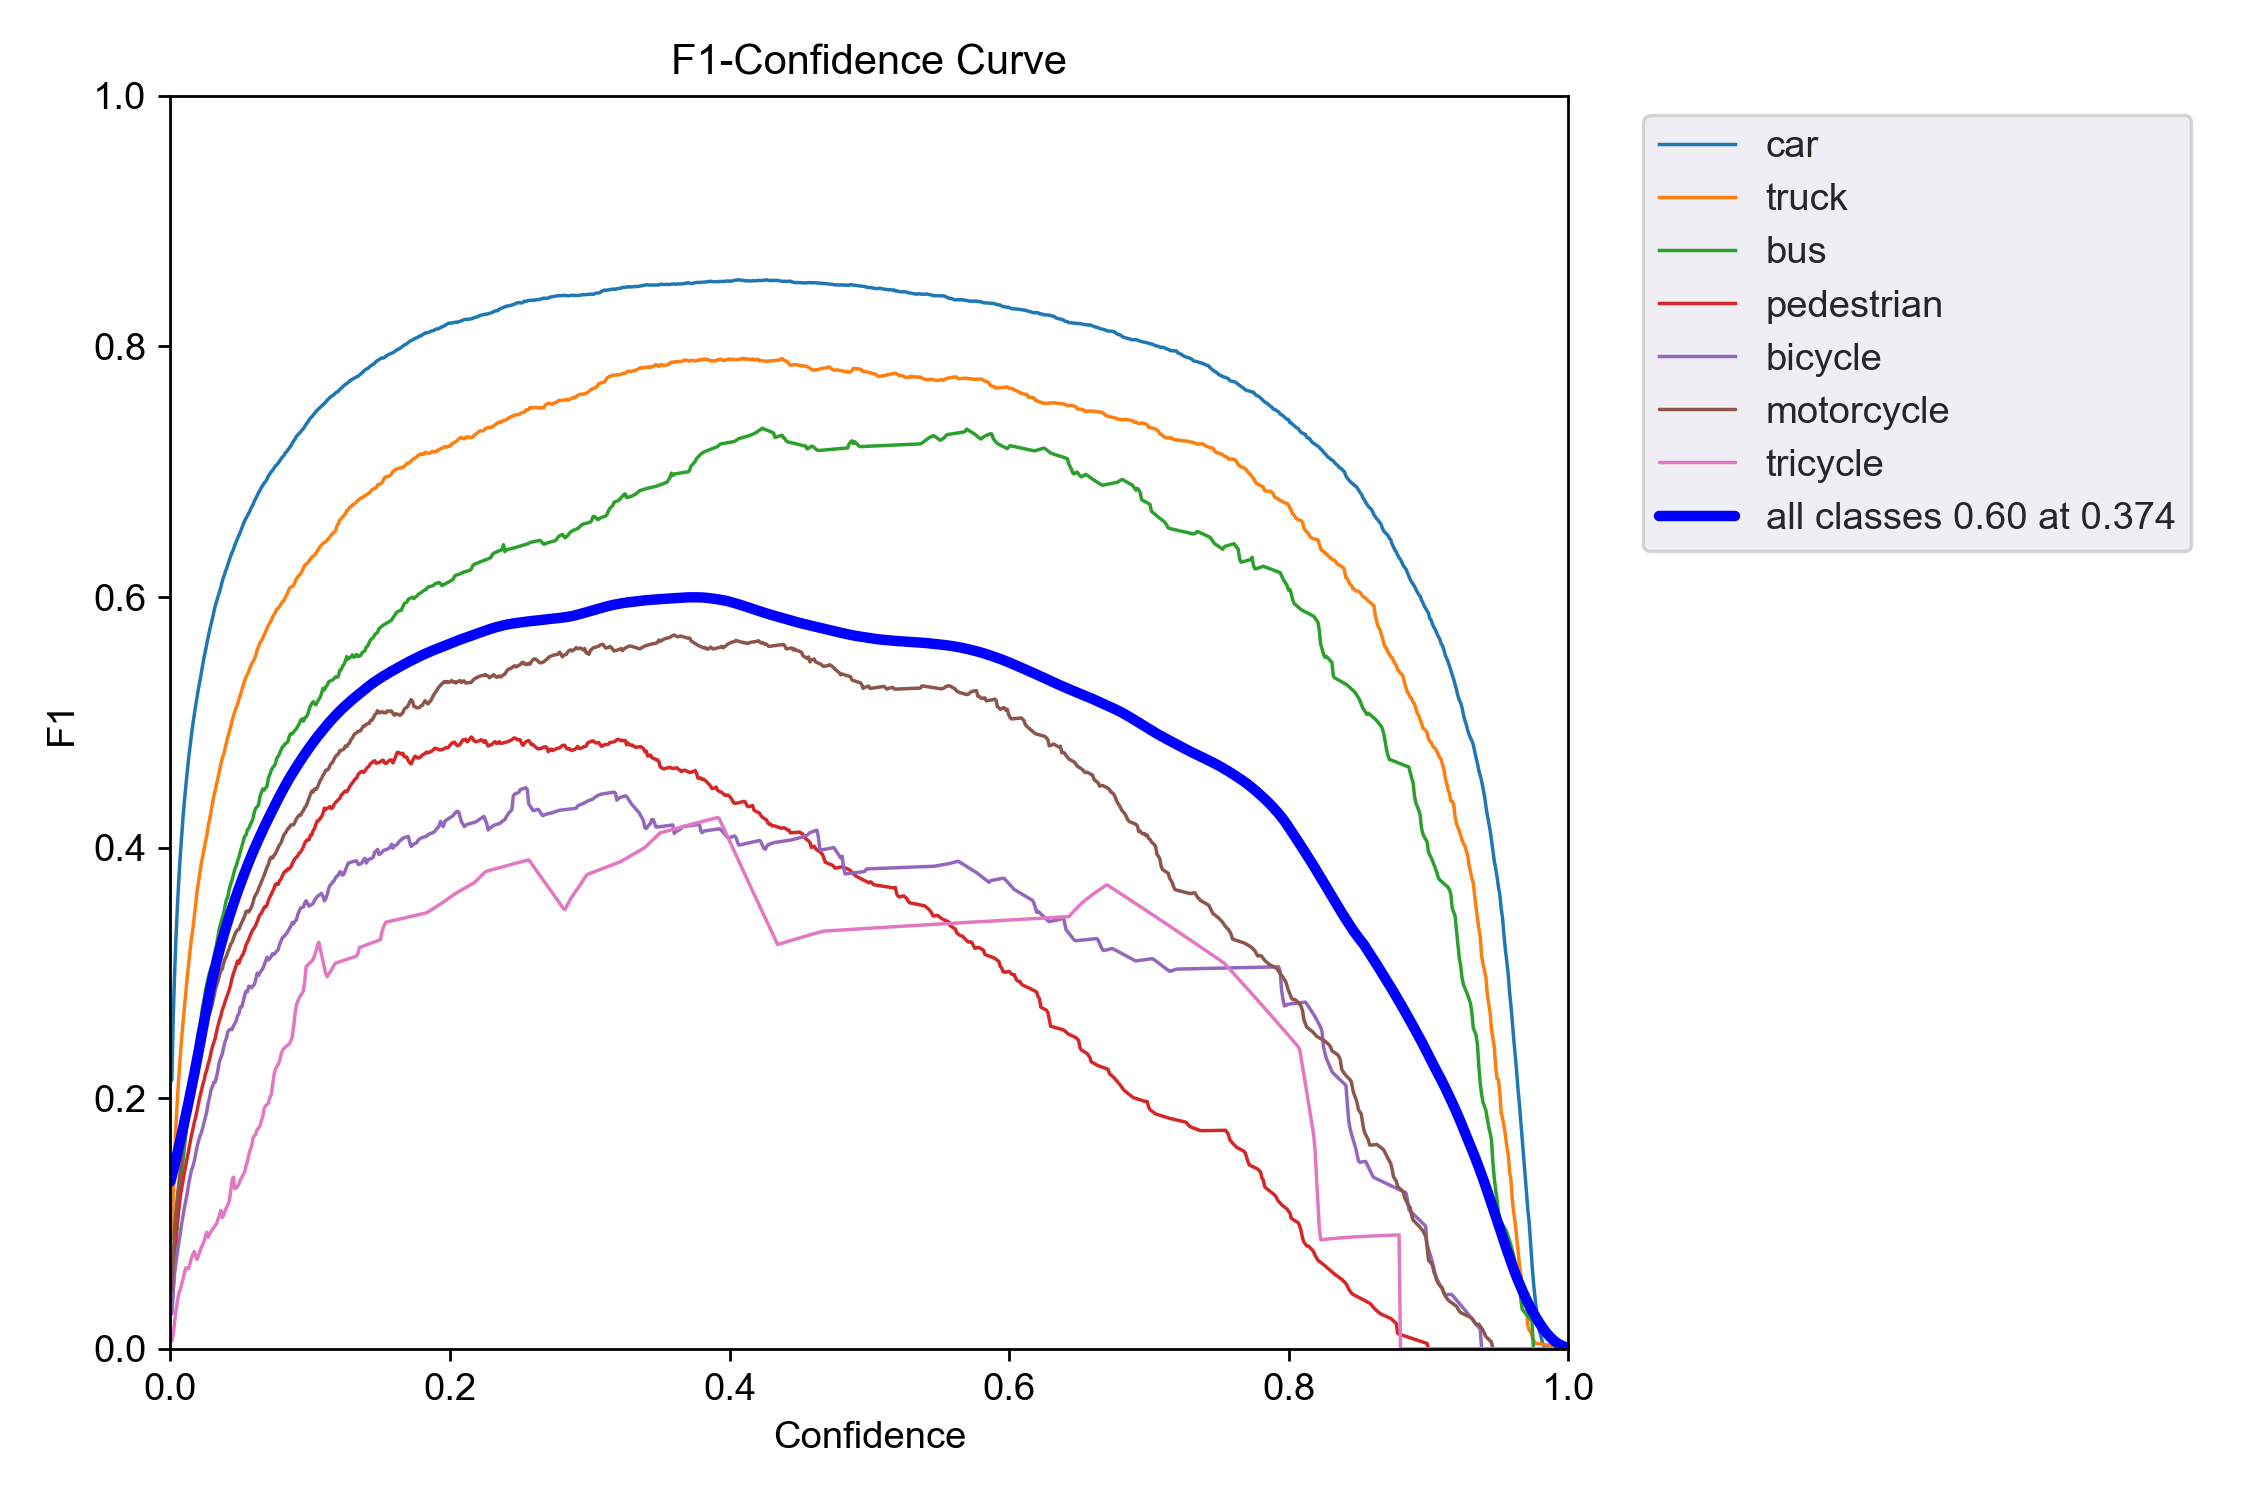 F1-Confidence Curve
1.0
0.8
0.6
0.4
0.2
0.0
F1
0.0 0.2 0.4 0.6 0.8 1.0
Confidence
car
truck
bus
pedestrian
bicycle
motorcycle
tricycle
all classes 0.60 at 0.374